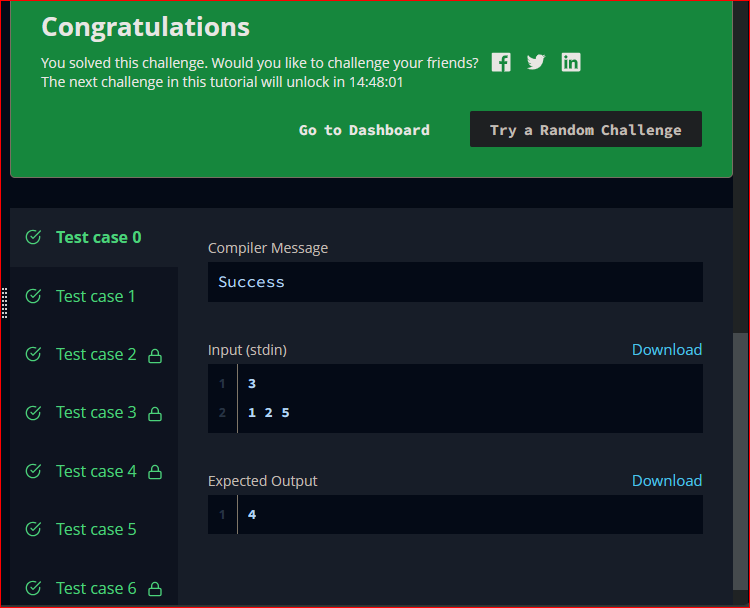 Congratulations
You solved this challenge. Would you like to challenge your friends?
The next challenge in this tutorial will unlock in 14:48:01
Go to Dashboard
Try a Random Challenge
Test case 0
Test case 1
Test case 2
Test case 3
Test case 4
Test case 5
Test case 6
Compiler Message
Success
Input (stdin)
Download
1 3
2 1 2 5
Expected Output
Download
1 4